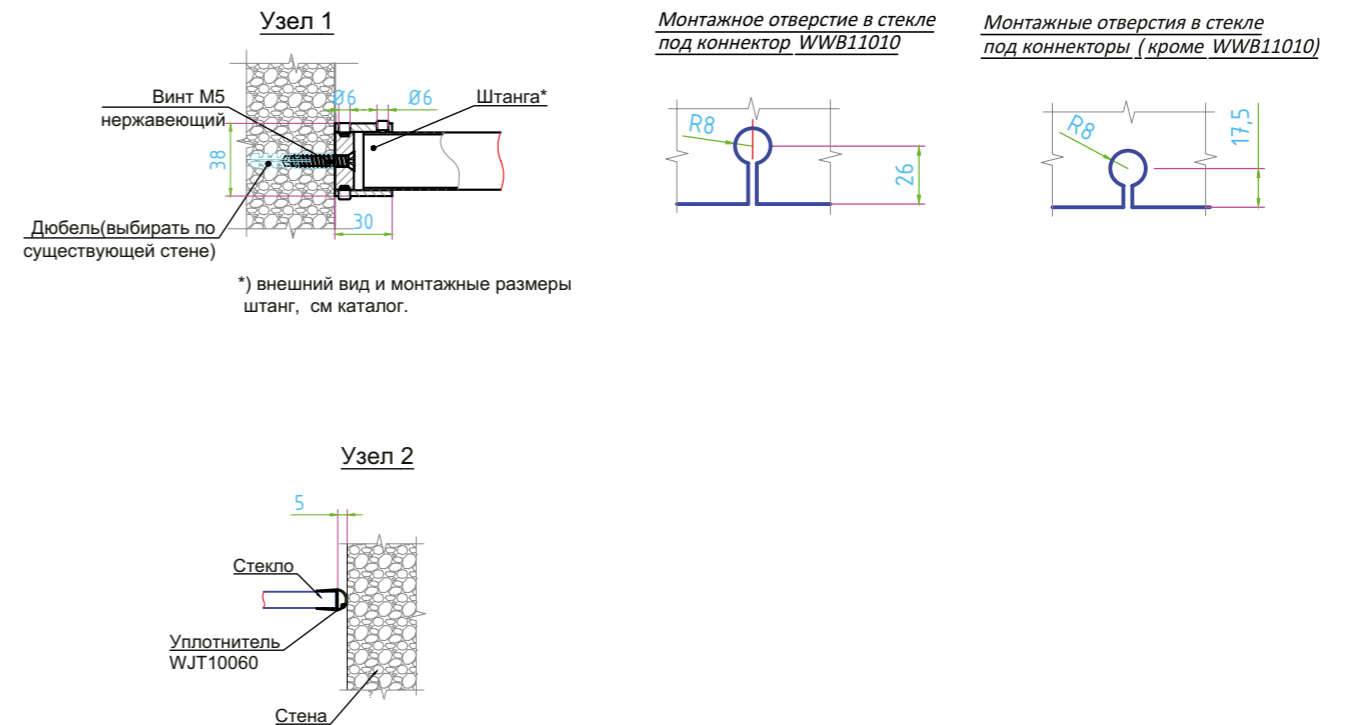 Узел 1
Монтажное отверстие в стекле
под коннектор WWB11010
Монтажные отверстия в стекле
под коннекторы (кроме WWB11010)
Винт М5
нержавеющий
Ø6
Ø6
Штанга*
38
30
Дюбель(выбирать по
существующей стене)
*) внешний вид и монтажные размеры
штанг, см каталог.
R8
26
R8
17,5
Узел 2
5
Стекло
Уплотнитель
WJT10060
?
Стена